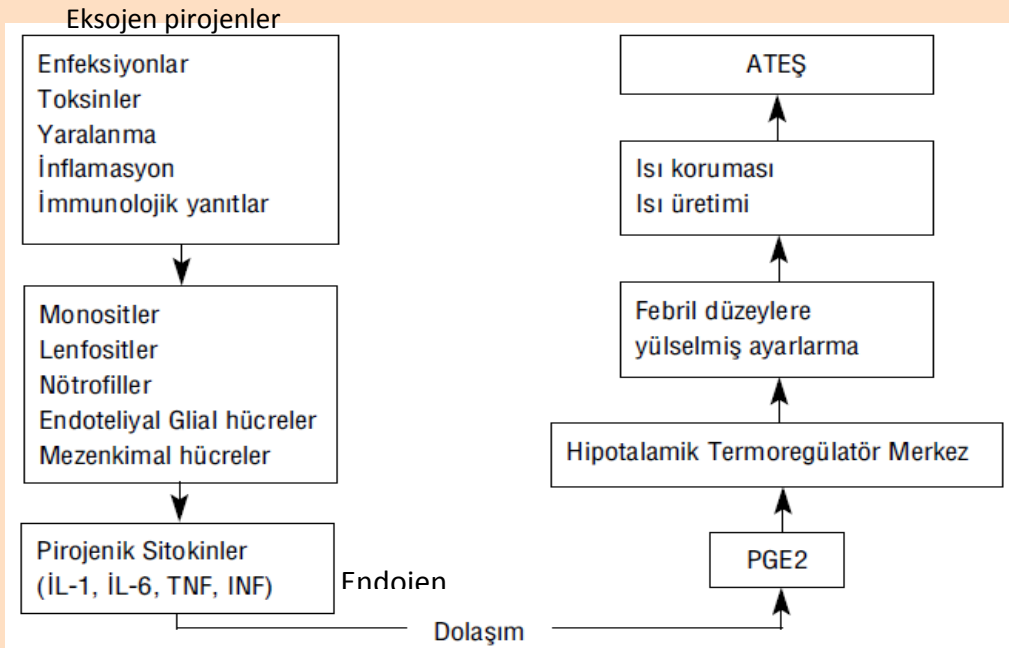 Eksojen pirojenler
Enfeksiyonlar
Toksinler
Yaralanma
İnflamasyon
İmmunolojik yanıtlar
Monositler
Lenfositler
Nötrofiller
Endoteliyal Glial hücreler
Mezenkimal hücreler
Pirojenik Sitokinler
(İL-1, İL-6, TNF, INF)
Endojen
Dolaşım
PGE2
Hipotalamik Termoregülatör Merkez
Febril düzeylere
yülselmiş ayarlarma
Isı koruması
Isı üretimi
ATEŞ